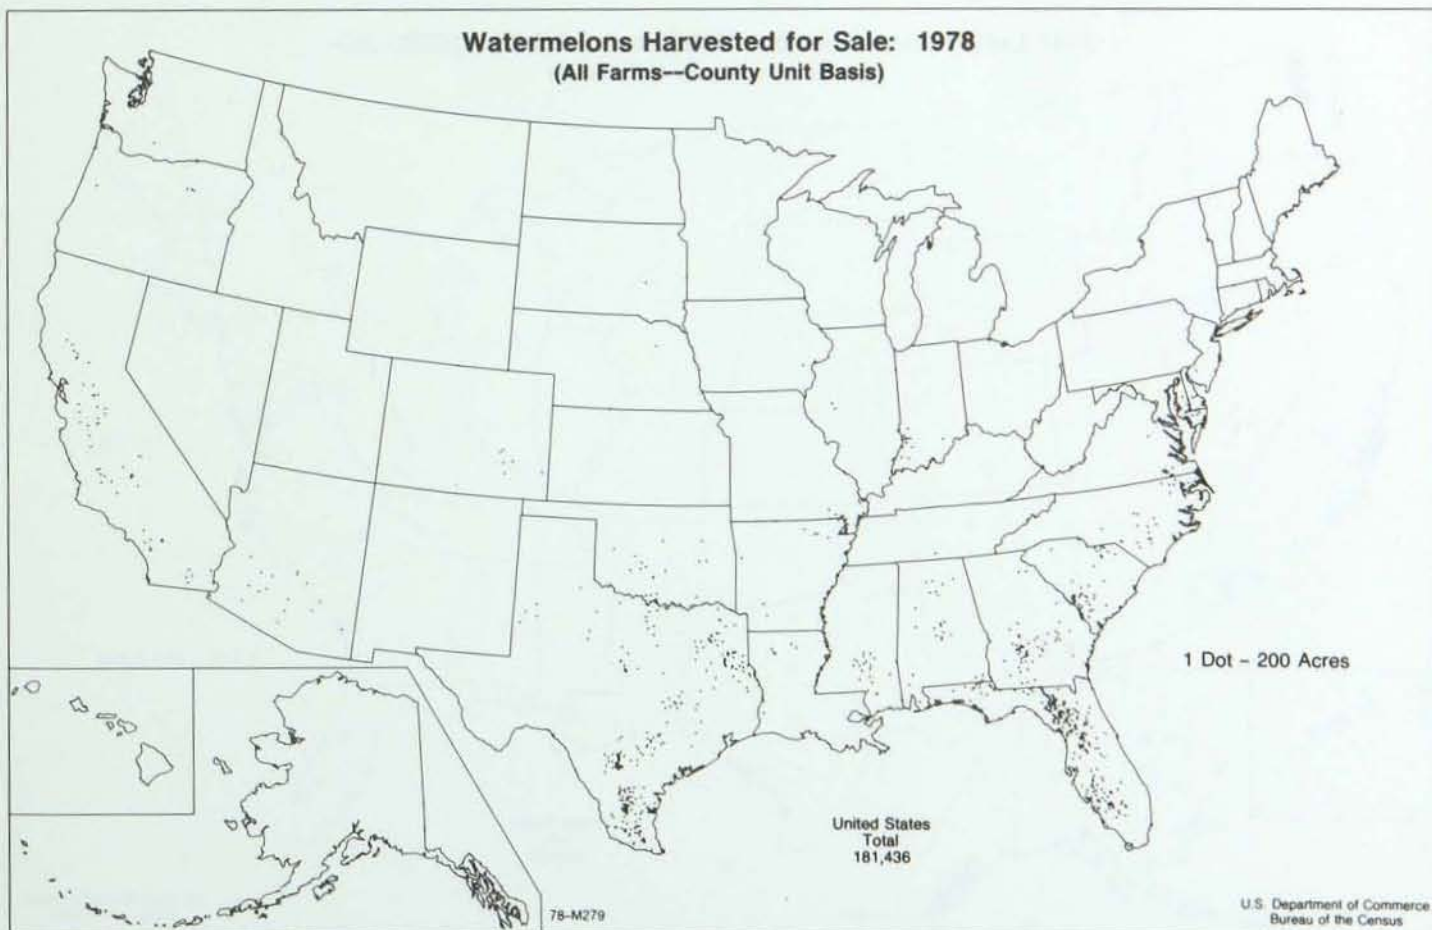 Watermelons Harvested for Sale: 1978
(All Farms--County Unit Basis)
1 Dot - 200 Acres
United States
Total
181,436
78-M279
U.S. Department of Commerce
Bureau of the Census